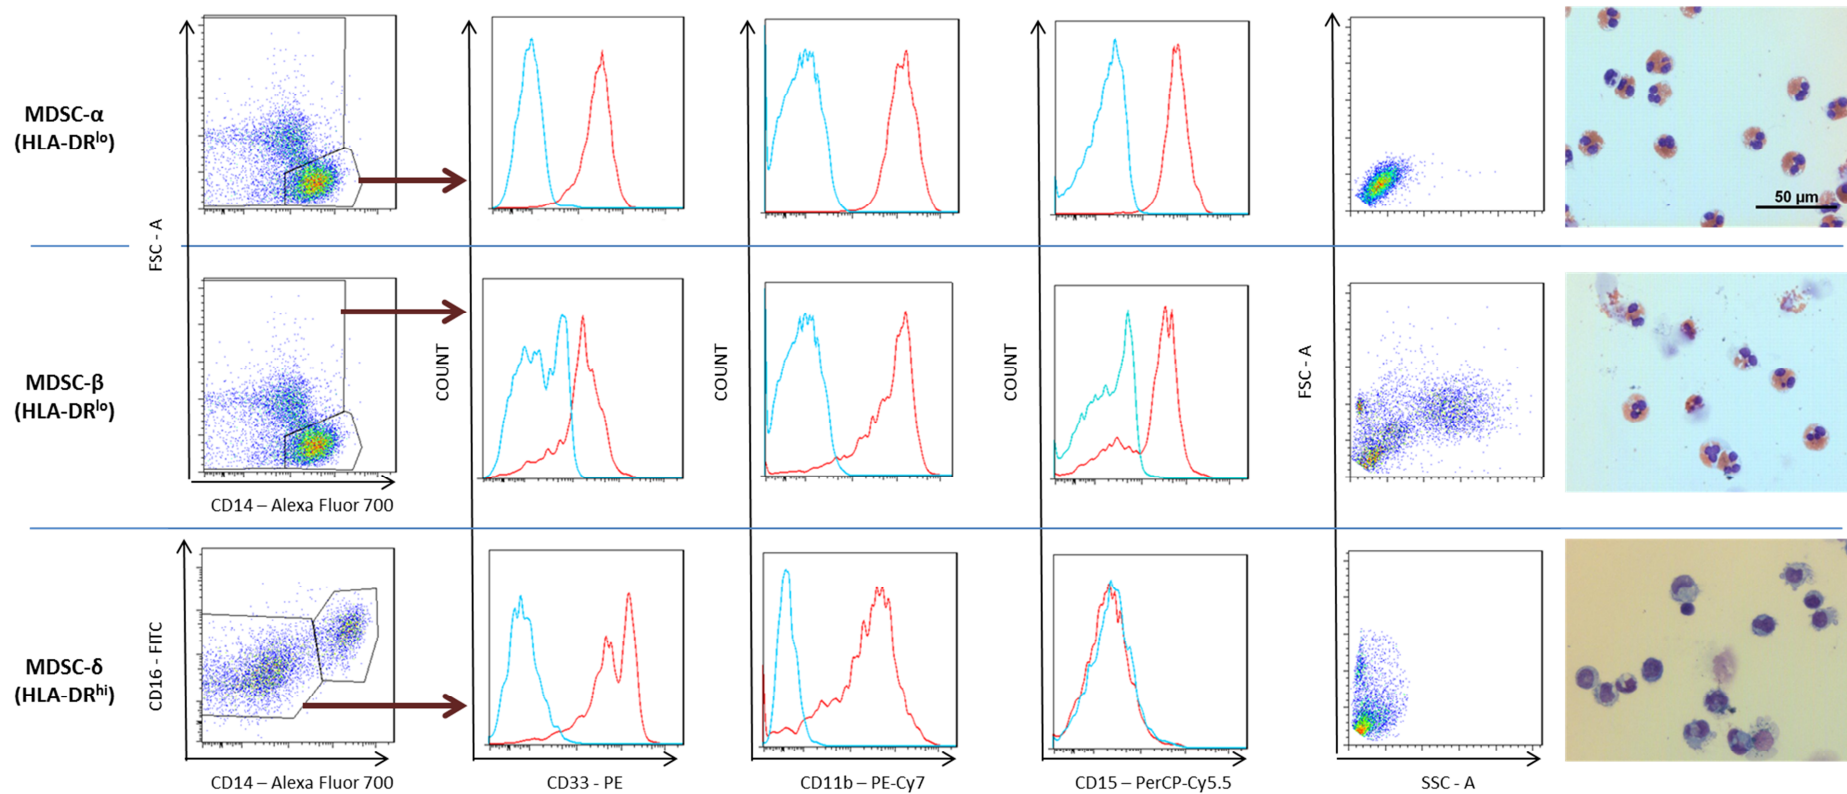 MDSC-α
(HLA-DRˡᵒ)
FSC - A
50 µm
MDSC-β
(HLA-DRˡᵒ)
COUNT
COUNT
COUNT
FSC - A
CD14 – Alexa Fluor 700
MDSC-δ
(HLA-DRʰⁱ)
CD16 - FITC
CD14 – Alexa Fluor 700
CD33 - PE
CD11b – PE-Cy7
CD15 – PerCP-Cy5.5
SSC - A